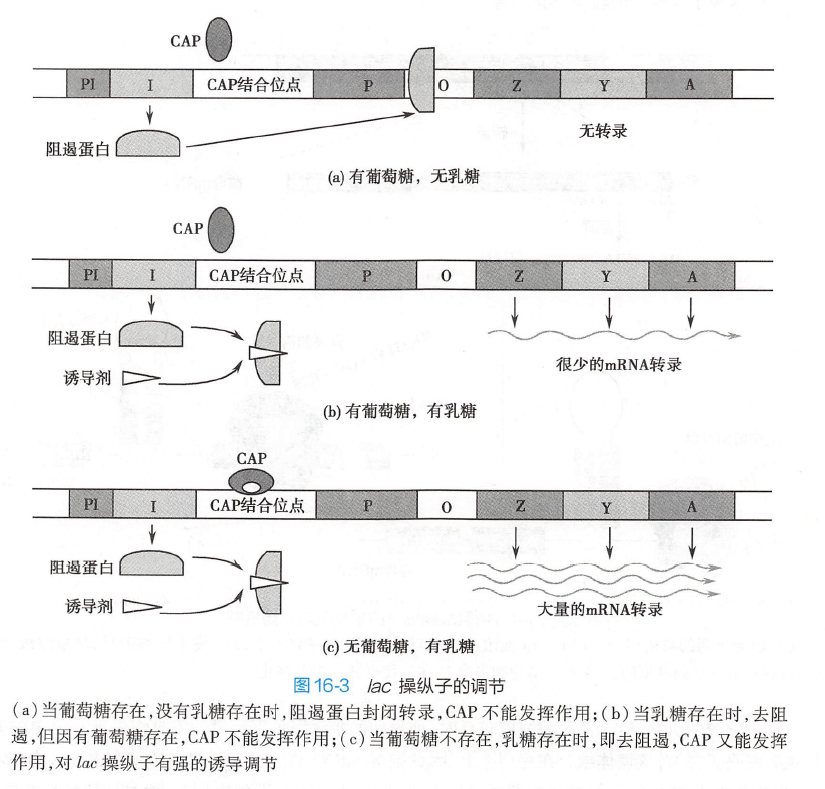 CAP
PI I CAP结合位点 P O Z Y A
无转录
阻遏蛋白
(a) 有葡萄糖，无乳糖
CAP
PI I CAP结合位点 P O Z Y A
阻遏蛋白
诱导剂
很少的mRNA转录
(b) 有葡萄糖，有乳糖
CAP
PI I CAP结合位点 P O Z Y A
阻遏蛋白
诱导剂
大量的mRNA转录
(c) 无葡萄糖，有乳糖
图16-3 lac 操纵子的调节
(a)当葡萄糖存在,没有乳糖存在时,阻遏蛋白封闭转录,CAP 不能发挥作用;(b)当乳糖存在时,去阻
遏,但因有葡萄糖存在,CAP 不能发挥作用;(c)当葡萄糖不存在,乳糖存在时,即去阻遏,CAP 又能发挥
作用,对 lac 操纵子有强的诱导调节